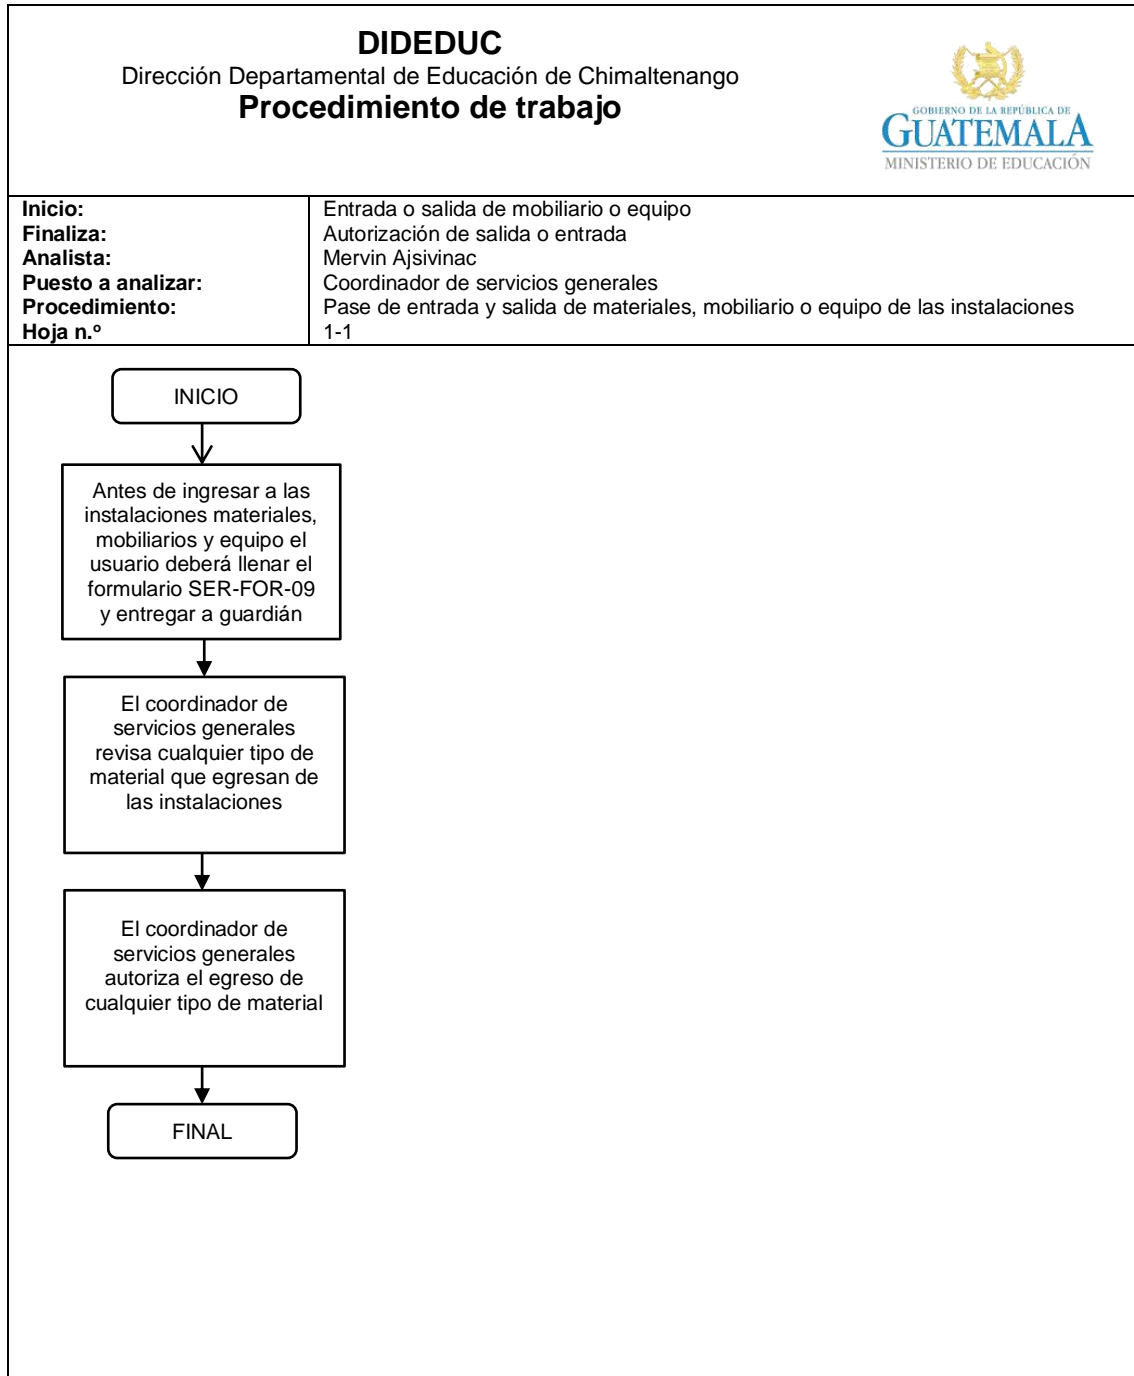 DIDEDUC
Dirección Departamental de Educación de Chimaltenango
Procedimiento de trabajo
GOBIERNO DE LA REPÚBLICA DE
GUATEMALA
MINISTERIO DE EDUCACIÓN
Inicio: Entrada o salida de mobiliario o equipo
Finaliza: Autorización de salida o entrada
Analista: Mervin Ajsivinac
Puesto a analizar: Coordinador de servicios generales
Procedimiento: Pase de entrada y salida de materiales, mobiliario o equipo de las instalaciones
Hoja n.º 1-1
INICIO
Antes de ingresar a las
instalaciones materiales,
mobiliarios y equipo el
usuario deberá llenar el
formulario SER-FOR-09
y entregar a guardián
El coordinador de
servicios generales
revisa cualquier tipo de
material que egresan de
las instalaciones
El coordinador de
servicios generales
autoriza el egreso de
cualquier tipo de material
FINAL